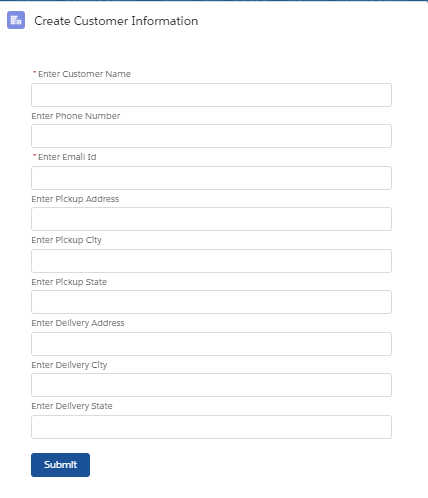 Create Customer Information
*Enter Customer Name
Enter Phone Number
*Enter Email Id
Enter Pickup Address
Enter Pickup City
Enter Pickup State
Enter Delivery Address
Enter Delivery City
Enter Delivery State
Submit